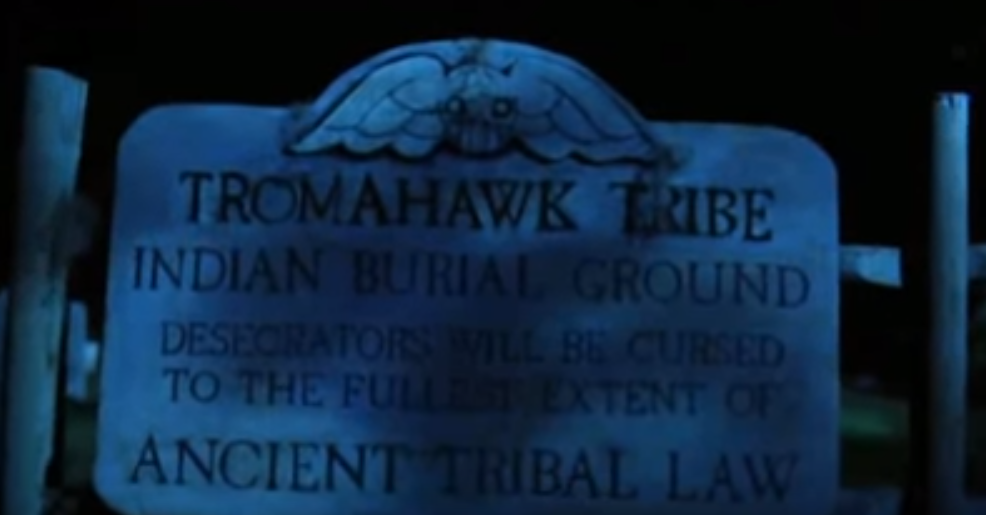 TROMAHAWK TRIBE
INDIAN BURIAL GROUND
DESECRATORS WILL BE CURSED
TO THE FULLEST EXTENT OF
ANCIENT TRIBAL LAW